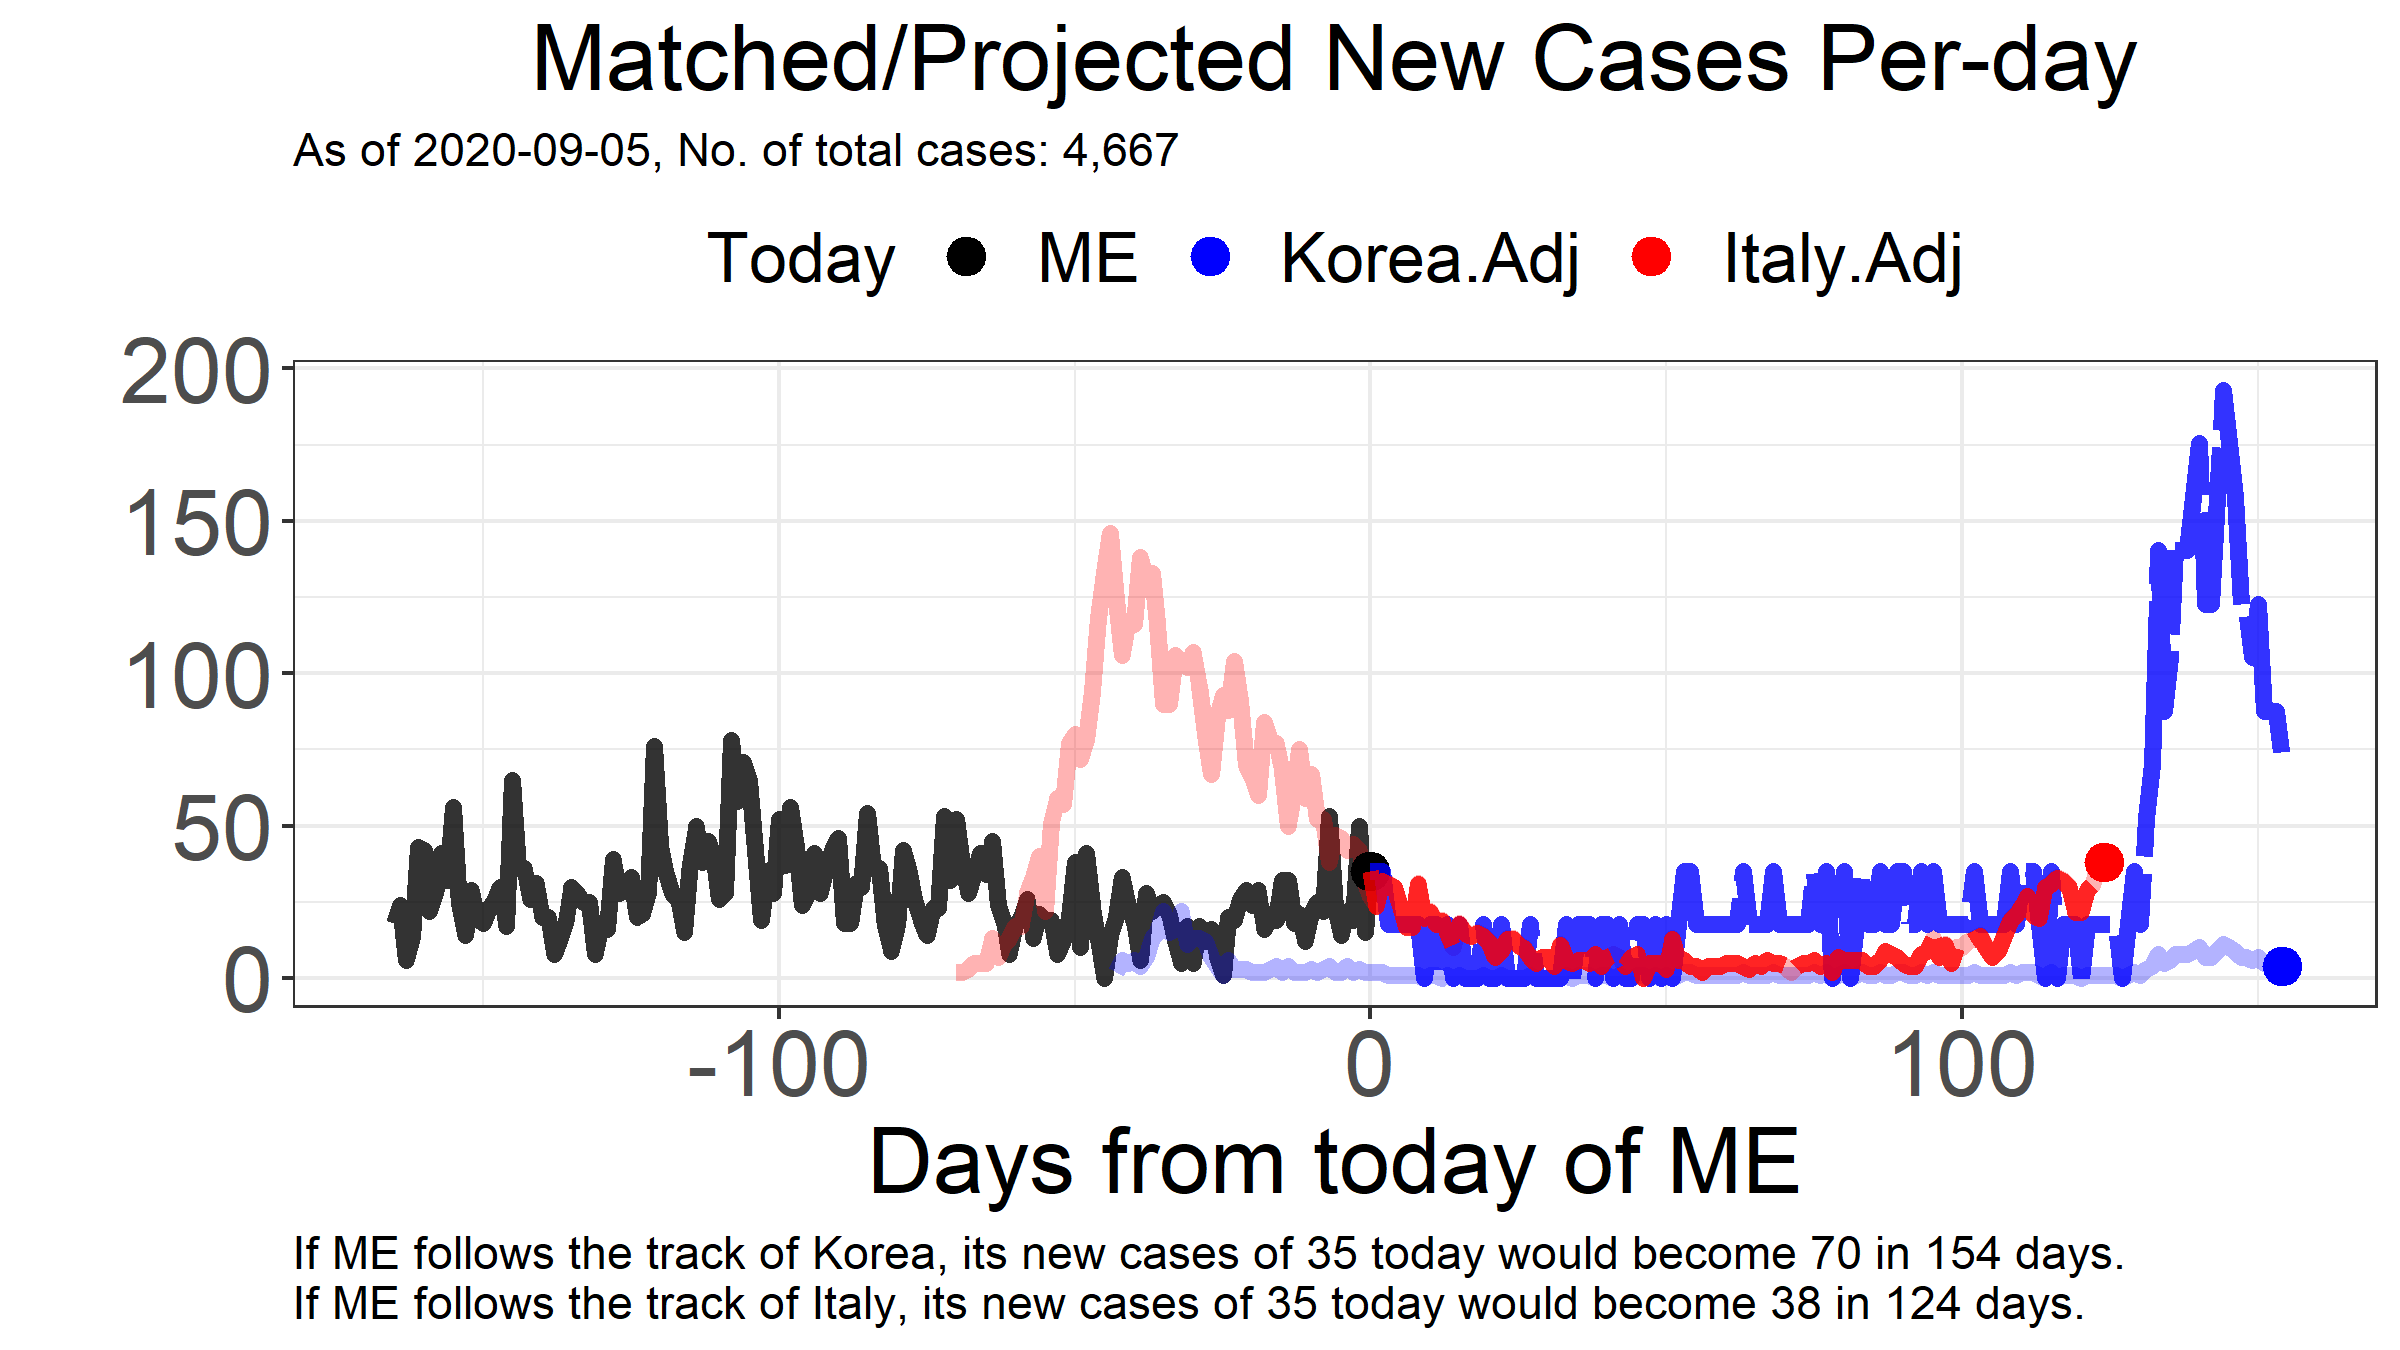 Matched/Projected New Cases Per-day
As of 2020-09-05, No. of total cases: 4,667
Today ME Korea.Adj Italy.Adj
200
150
100
50
0
-100 0 100
Days from today of ME
If ME follows the track of Korea, its new cases of 35 today would become 70 in 154 days.
If ME follows the track of Italy, its new cases of 35 today would become 38 in 124 days.